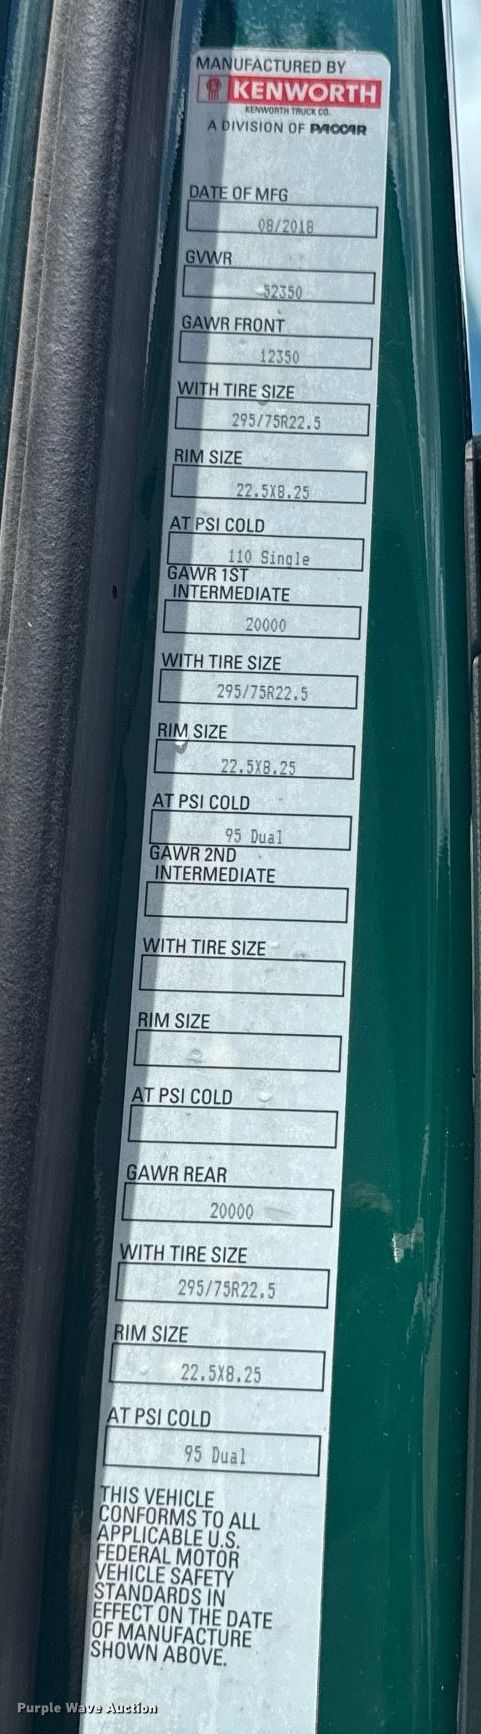 MANUFACTURED BY
KENWORTH
KENWORTH TRUCK CO.
A DIVISION OF PACCAR
DATE OF MFG
08/2018
GVWR
52350
GAWR FRONT
12350
WITH TIRE SIZE
295/75R22.5
RIM SIZE
22.5X8.25
AT PSI COLD
110 Single
GAWR 1ST
INTERMEDIATE
20000
WITH TIRE SIZE
295/75R22.5
RIM SIZE
22.5X8.25
AT PSI COLD
95 Dual
GAWR 2ND
INTERMEDIATE
WITH TIRE SIZE
RIM SIZE
AT PSI COLD
GAWR REAR
20000
WITH TIRE SIZE
295/75R22.5
RIM SIZE
22.5X8.25
AT PSI COLD
95 Dual
THIS VEHICLE
CONFORMS TO ALL
APPLICABLE U.S.
FEDERAL MOTOR
VEHICLE SAFETY
STANDARDS IN
EFFECT ON THE DATE
OF MANUFACTURE
SHOWN ABOVE.
Purple Wave Auction